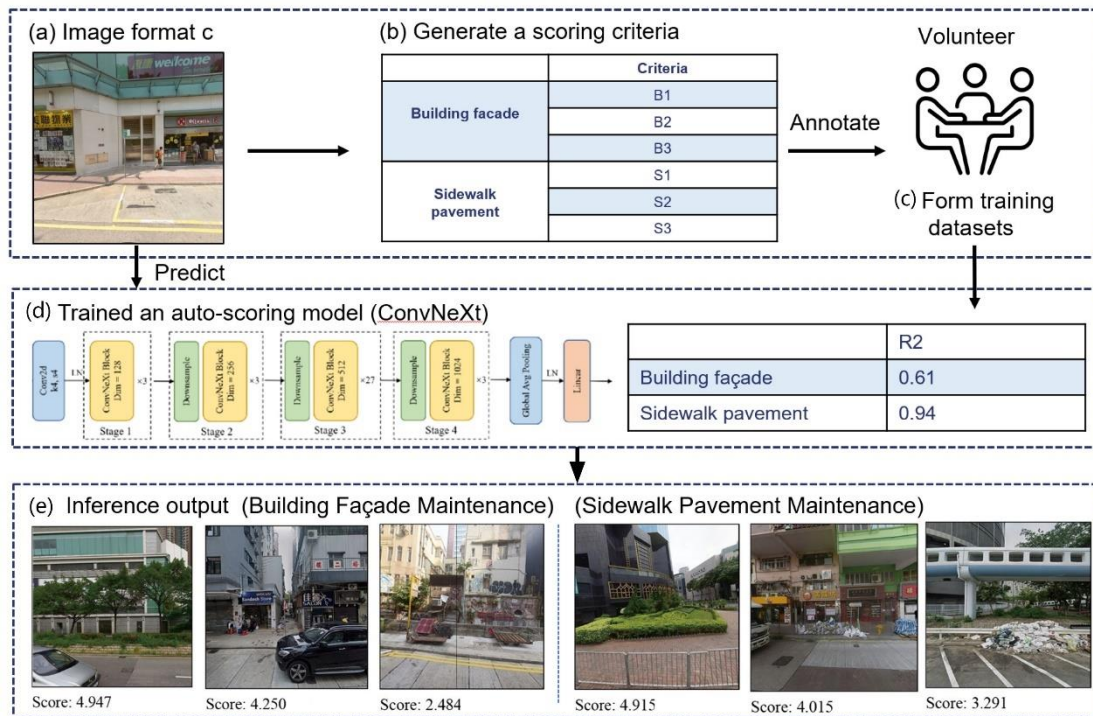 (a) Image format c
(b) Generate a scoring criteria
Volunteer
wellcome
Criteria
Building facade
B1
B2
B3
Sidewalk
pavement
S1
S2
S3
Annotate
(c) Form training
datasets
Predict
(d) Trained an auto-scoring model (ConvNeXt)
Conv2d
k4, s4
LN
ConvNeXt Block
Dim = 128
×3
Stage 1
Downsample
ConvNeXt Block
Dim = 256
×3
Stage 2
Downsample
ConvNeXt Block
Dim = 512
×27
Stage 3
Downsample
ConvNeXt Block
Dim = 1024
×3
Stage 4
Global Avg Pooling
LN
Linear
R2
Building façade 0.61
Sidewalk pavement 0.94
(e) Inference output (Building Façade Maintenance) (Sidewalk Pavement Maintenance)
Score: 4.947
Score: 4.250
Score: 2.484
Score: 4.915
Score: 4.015
Score: 3.291